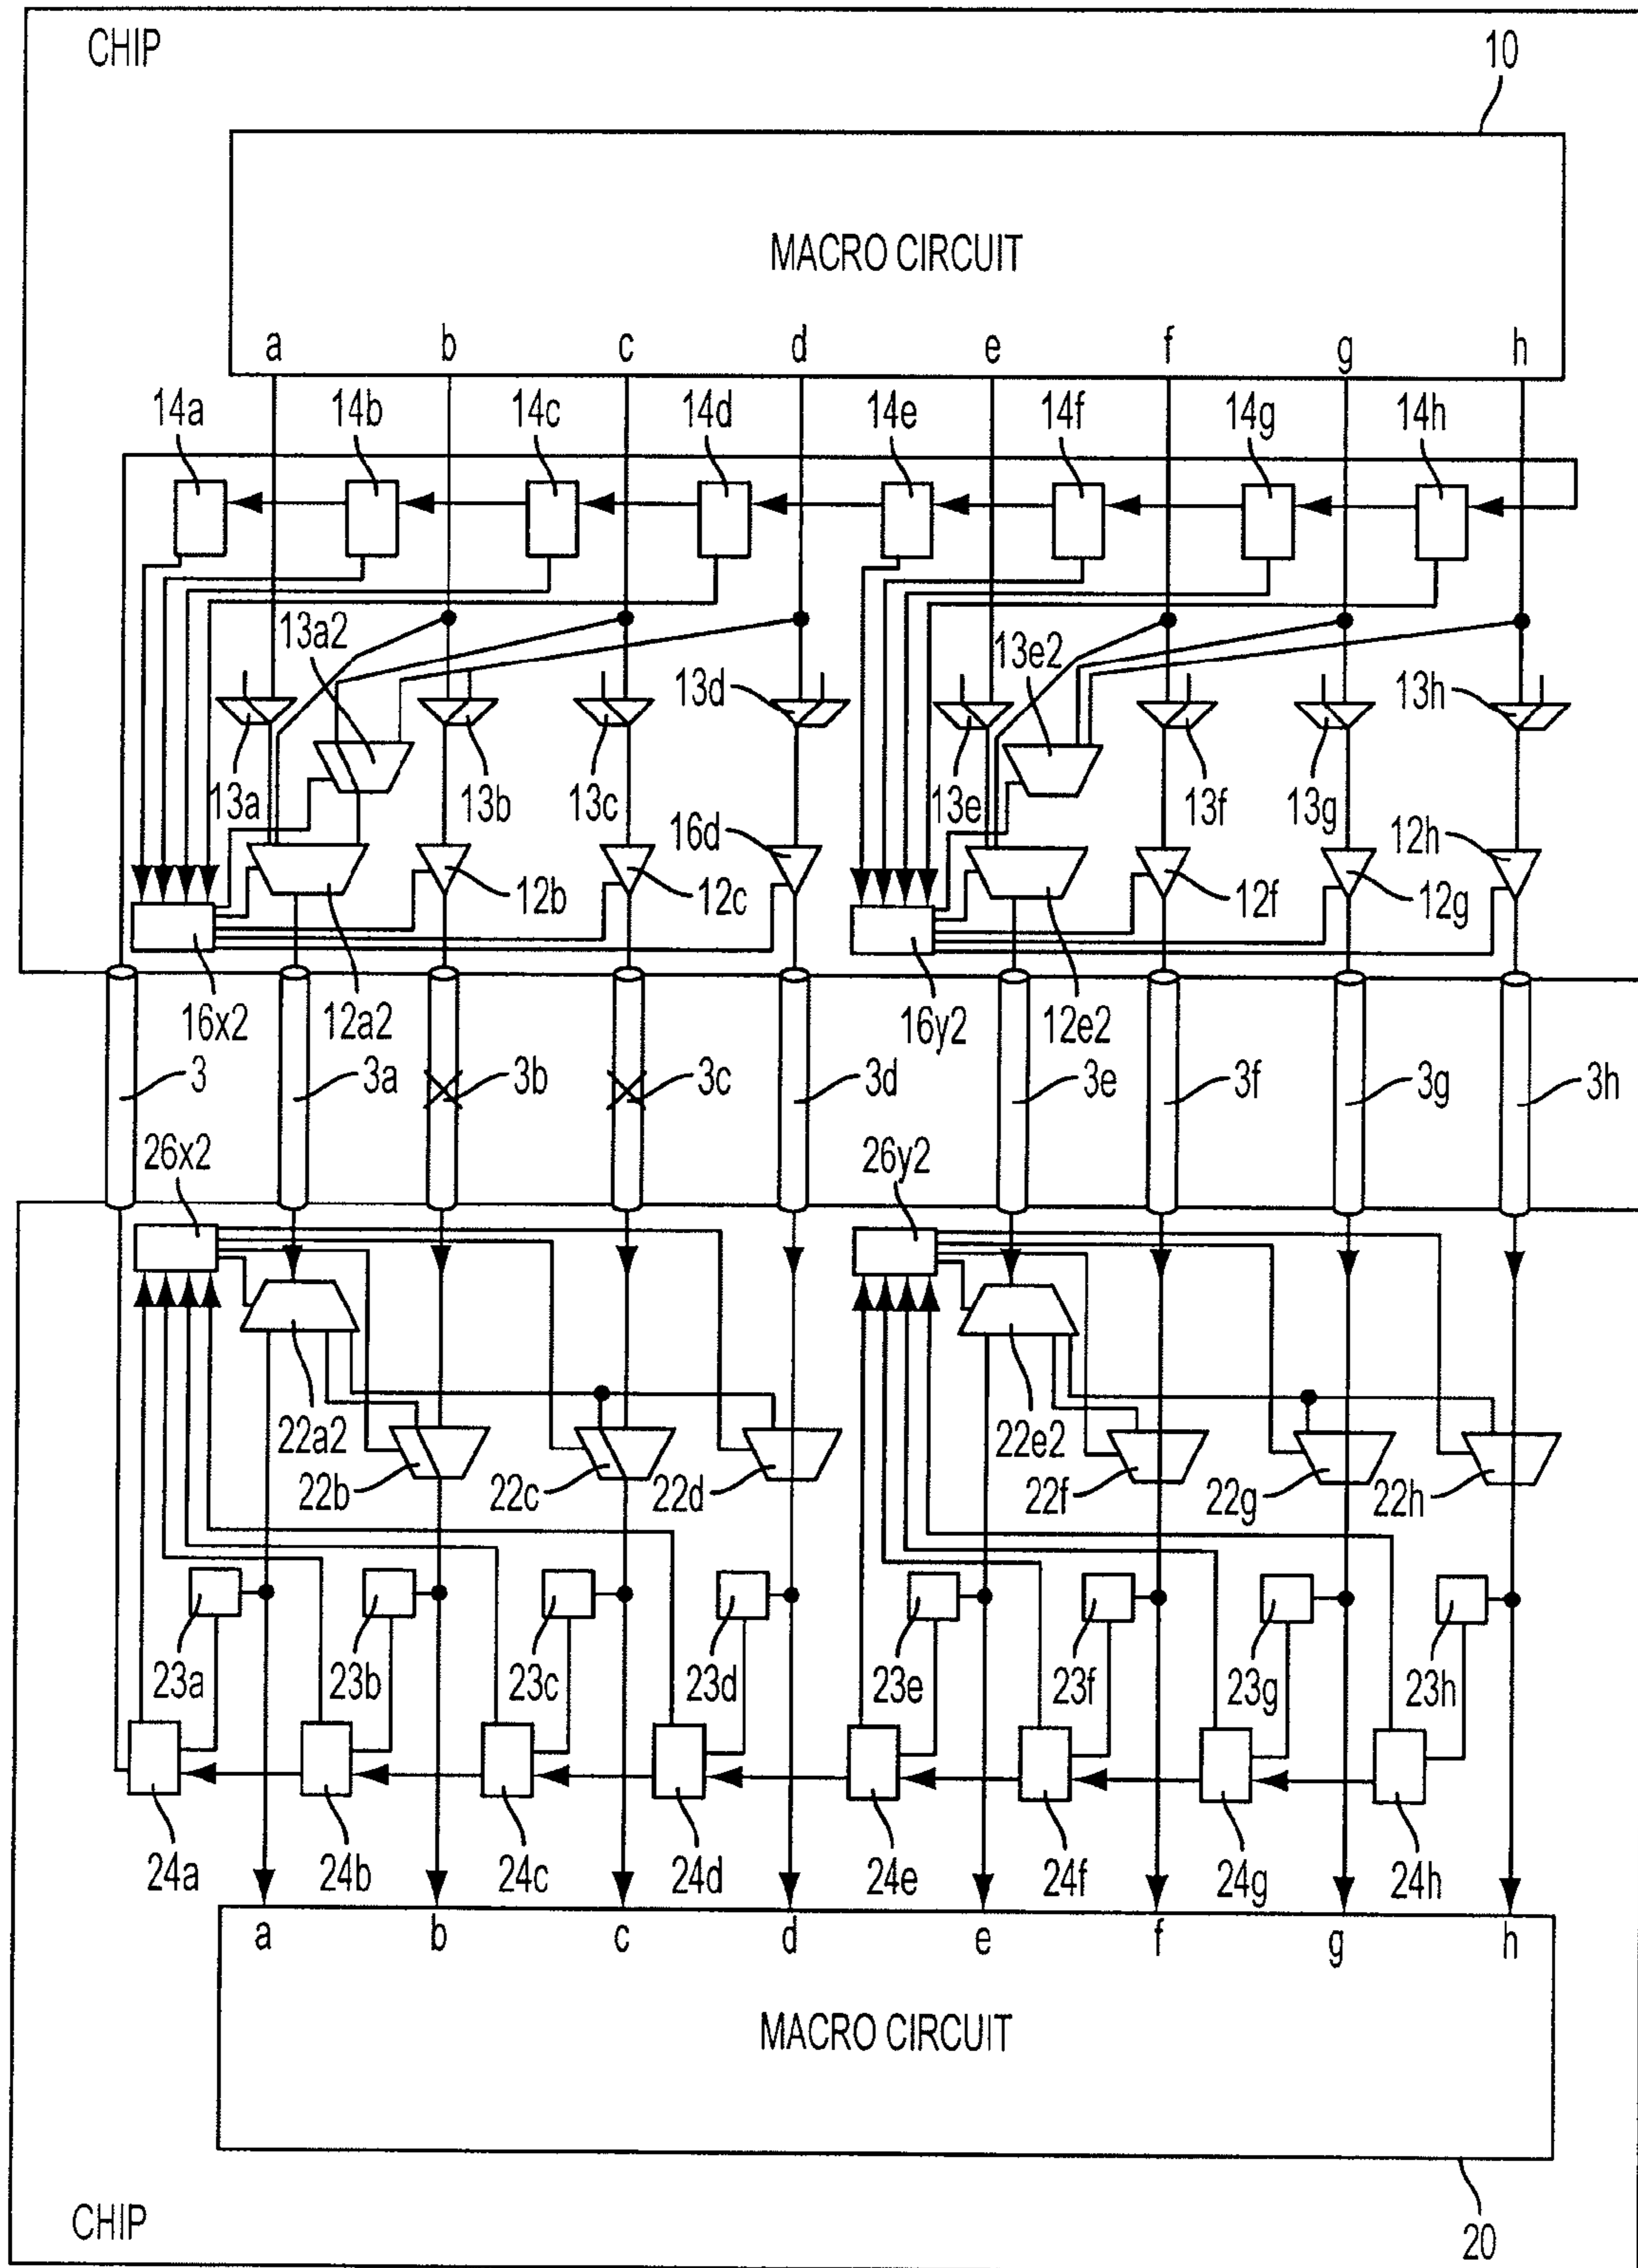 CHIP
10
MACRO CIRCUIT
a b c d e f g h
14a 14b 14c 14d 14e 14f 14g 14h
13a2 13e2
13d 13h
13a 13b 13c 13e 13f 13g
16d 12h
12b 12c 12f 12g
16x2 12a2 16y2 12e2
3 3a 3b 3c 3d 3e 3f 3g 3h
26x2 26y2
22a2 22e2
22b 22c 22d 22f 22g 22h
23a 23b 23c 23d 23e 23f 23g 23h
24a 24b 24c 24d 24e 24f 24g 24h
a b c d e f g h
MACRO CIRCUIT
CHIP
20